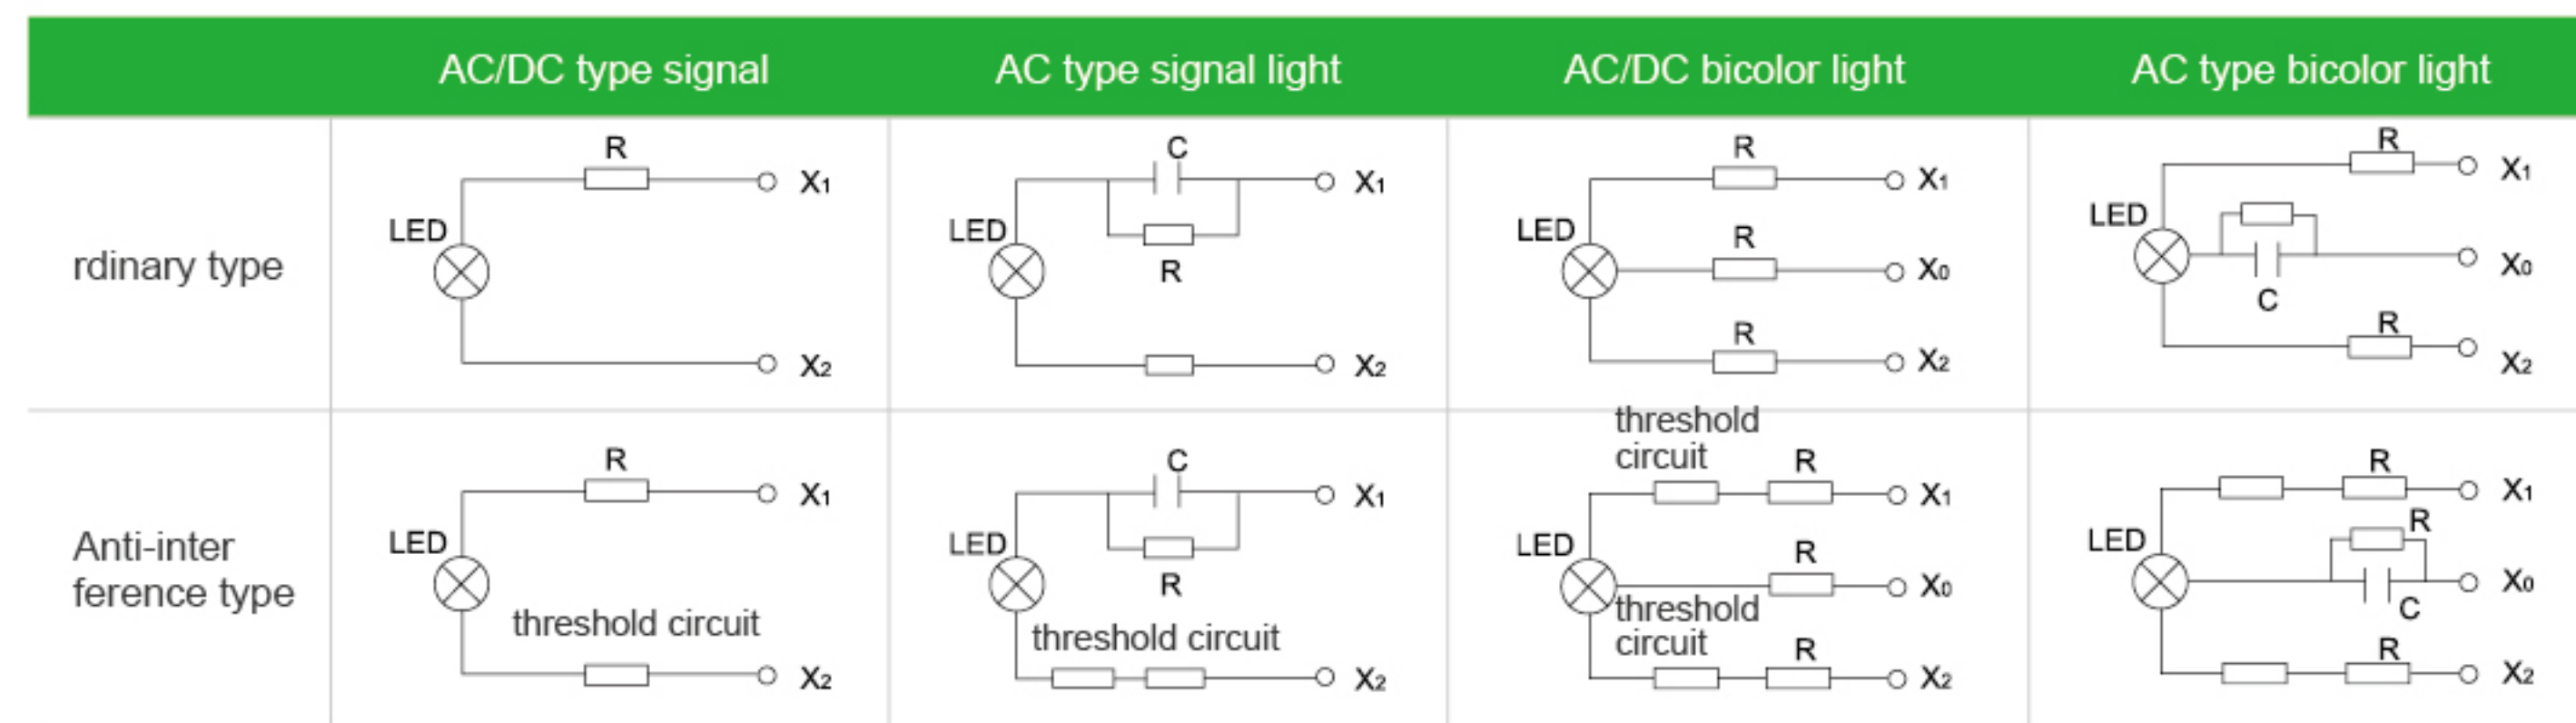 AC/DC type signal
AC type signal light
AC/DC bicolor light
AC type bicolor light
rdinary type
R
X1
LED
X2
C
X1
LED
R
X2
R
X1
LED
R
X0
R
X2
R
X1
LED
X0
C
R
X2
Anti-inter
ference type
R
X1
LED
threshold circuit
X2
C
X1
LED
R
threshold circuit
X2
threshold
circuit
R
X1
LED
R
X0
threshold
circuit
R
X2
R
X1
R
LED
X0
C
R
X2